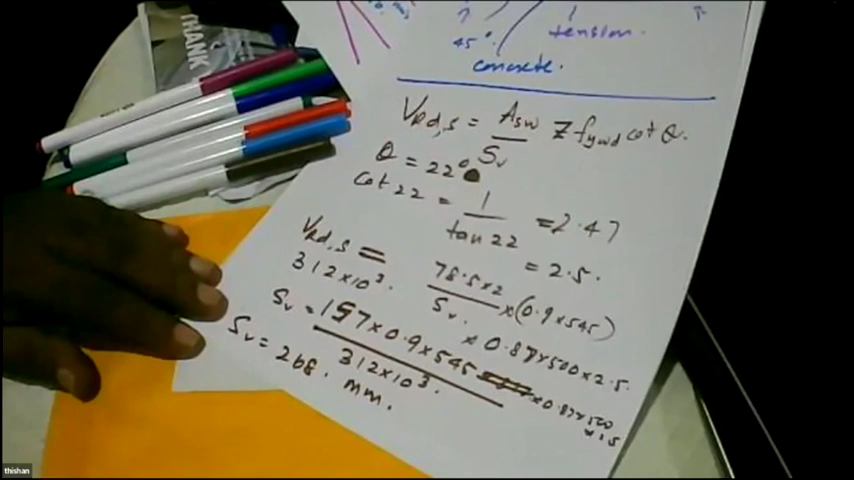 THANK
45°
tension.
concrete.
VRd,s = Asw/Sv Z fywd cot θ.
θ = 22°
cot 22 = 1/tan 22 = 2.47
= 2.5.
VRd,s =
312×10³. 78.5×2/Sv. ×(0.9×545)
× 0.87×500×2.5.
Sv = 157×0.9×545 ×0.87×500
×2.5
312×10³.
Sv = 268. mm.
thishan